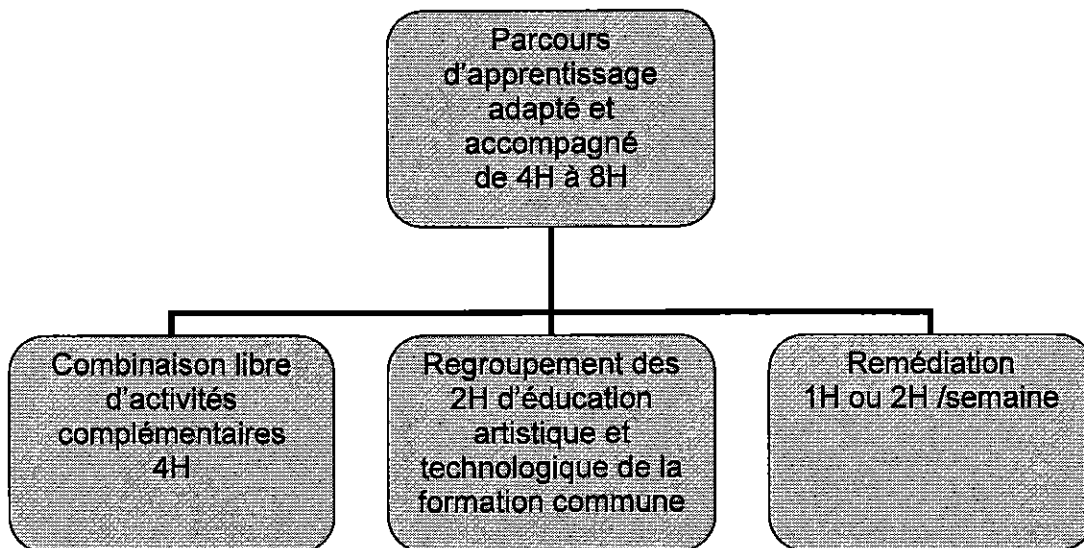 Parcours
d'apprentissage
adapté et
accompagné
de 4H à 8H
Combinaison libre
d'activités
complémentaires
4H
Regroupement des
2H d'éducation
artistique et
technologique de la
formation commune
Remédiation
1H ou 2H /semaine